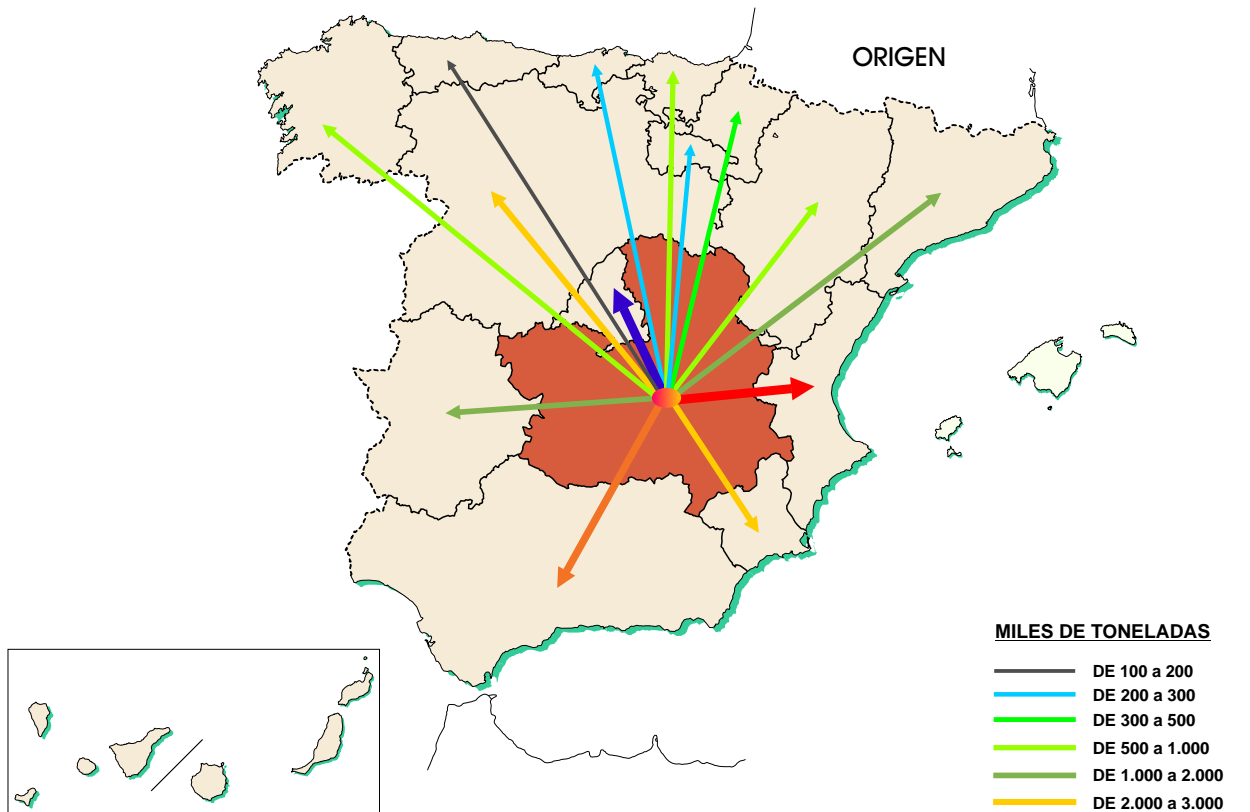 ORIGEN
MILES DE TONELADAS
DE 100 a 200
DE 200 a 300
DE 300 a 500
DE 500 a 1.000
DE 1.000 a 2.000
DE 2.000 a 3.000